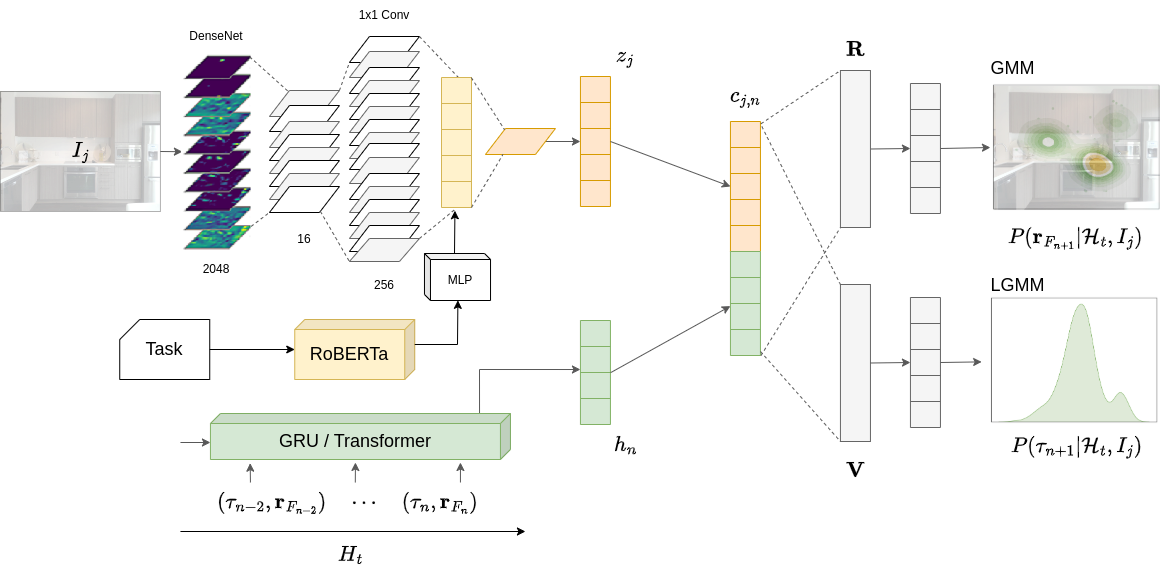 1x1 Conv
DenseNet
I_j
16
2048
256
MLP
Task
RoBERTa
GRU / Transformer
(τ_{n−2}, r_{F_{n−2}}) ··· (τ_n, r_{F_n})
H_t
z_j
h_n
c_{j,n}
R
V
GMM
P(r_{F_{n+1}}|ℋ_t, I_j)
LGMM
P(τ_{n+1}|ℋ_t, I_j)